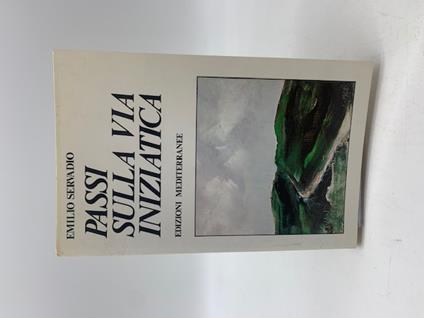 EMILIO SERVADIO
PASSI
SULLA VIA
INIZIATICA
EDIZIONI MEDITERRANEE